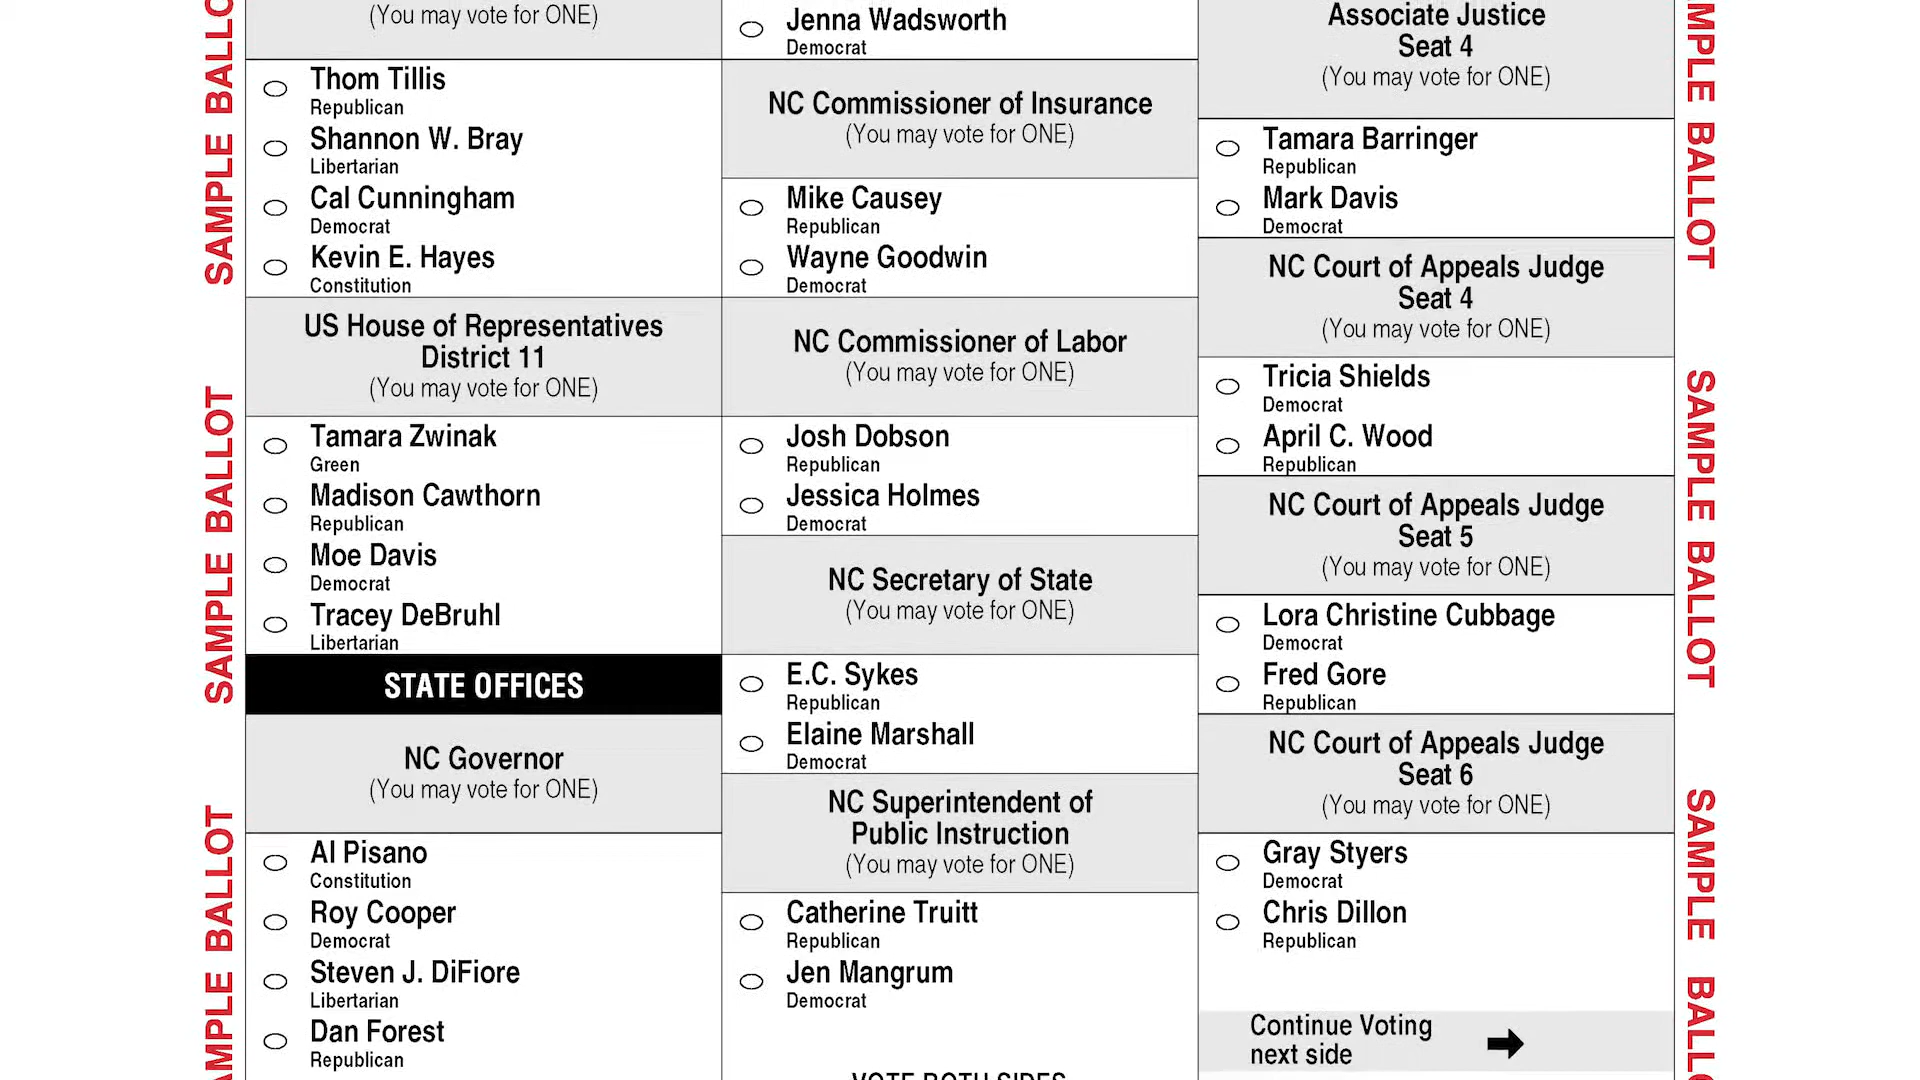 (You may vote for ONE)
Thom Tillis
Republican
Shannon W. Bray
Libertarian
Cal Cunningham
Democrat
Kevin E. Hayes
Constitution
US House of Representatives
District 11
(You may vote for ONE)
Tamara Zwinak
Green
Madison Cawthorn
Republican
Moe Davis
Democrat
Tracey DeBruhl
Libertarian
STATE OFFICES
NC Governor
(You may vote for ONE)
Al Pisano
Constitution
Roy Cooper
Democrat
Steven J. DiFiore
Libertarian
Dan Forest
Republican
Jenna Wadsworth
Democrat
NC Commissioner of Insurance
(You may vote for ONE)
Mike Causey
Republican
Wayne Goodwin
Democrat
NC Commissioner of Labor
(You may vote for ONE)
Josh Dobson
Republican
Jessica Holmes
Democrat
NC Secretary of State
(You may vote for ONE)
E.C. Sykes
Republican
Elaine Marshall
Democrat
NC Superintendent of
Public Instruction
(You may vote for ONE)
Catherine Truitt
Republican
Jen Mangrum
Democrat
VOTE BOTH SIDES
Associate Justice
Seat 4
(You may vote for ONE)
Tamara Barringer
Republican
Mark Davis
Democrat
NC Court of Appeals Judge
Seat 4
(You may vote for ONE)
Tricia Shields
Democrat
April C. Wood
Republican
NC Court of Appeals Judge
Seat 5
(You may vote for ONE)
Lora Christine Cubbage
Democrat
Fred Gore
Republican
NC Court of Appeals Judge
Seat 6
(You may vote for ONE)
Gray Styers
Democrat
Chris Dillon
Republican
Continue Voting
next side
SAMPLE BALLO
SAMPLE BALLOT
AMPLE BALLOT
MPLE BALLOT
SAMPLE BALLOT
SAMPLE BALLO